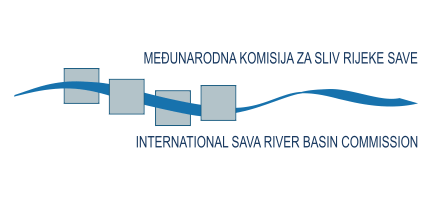 MEĐUNARODNA KOMISIJA ZA SLIV RIJEKE SAVE
INTERNATIONAL SAVA RIVER BASIN COMMISSION